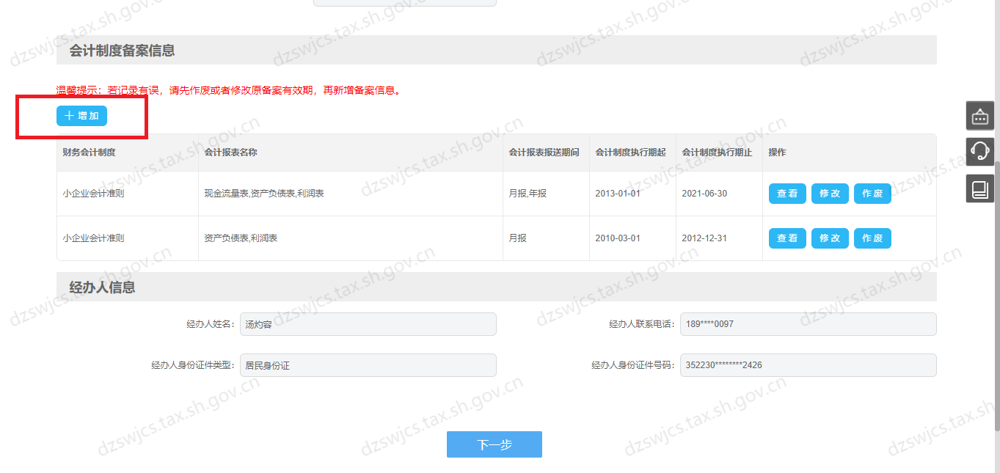 会计制度备案信息
温馨提示：若记录有误，请先作废或者修改原备案有效期，再新增备案信息。
＋ 增加
财务会计制度 会计报表名称 会计报表报送期间 会计制度执行期起 会计制度执行期止 操作
小企业会计准则 现金流量表,资产负债表,利润表 月报,年报 2013-01-01 2021-06-30 查看 修改 作废
小企业会计准则 资产负债表,利润表 月报 2010-03-01 2012-12-31 查看 修改 作废
经办人信息
经办人姓名： 汤灼容 经办人联系电话： 189****0097
经办人身份证件类型： 居民身份证 经办人身份证件号码： 352230********2426
下一步
dzswjcs.tax.sh.gov.cn